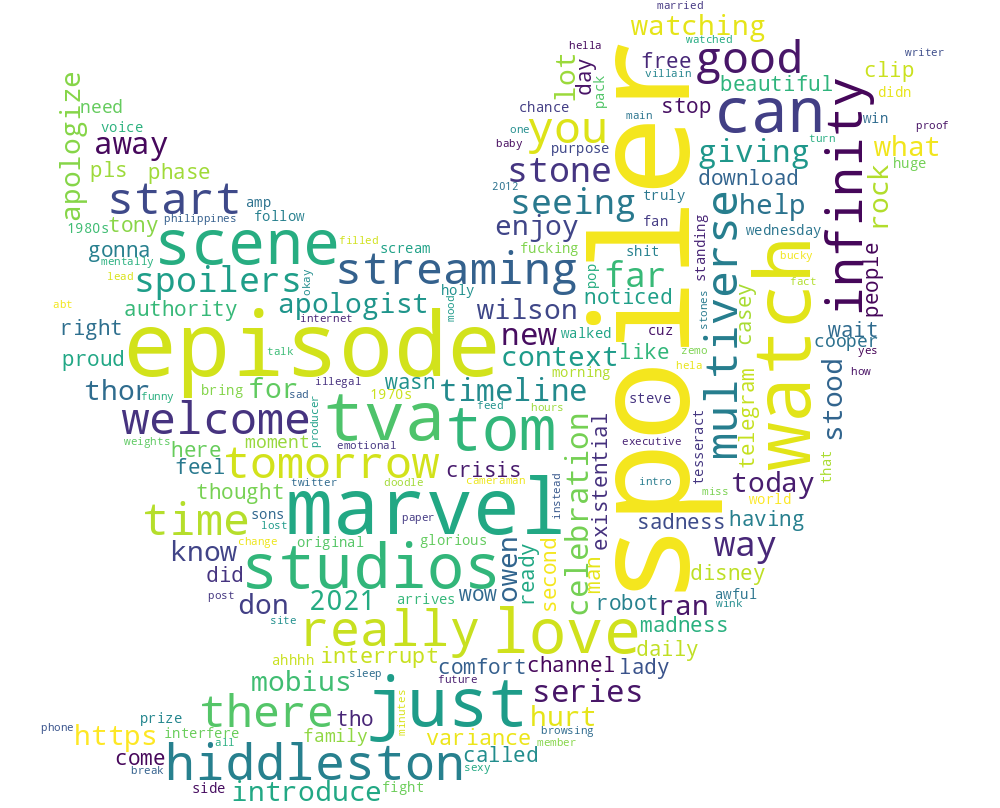 married
watching
watched
hella
writer
good
free
villain
day
lot
clip
beautiful
didn
pack
need
chance
main
stop
can
infinity
win
proof
voice
one
you
turn
what
apologize
away
baby
purpose
giving
huge
pls
phase
stone
download
rock
2012
seeing
truly
help
start
amp
fan
wednesday
philippines
follow
enjoy
tony
1980s
scene
filled
scream
fucking
shit
standing
multiverse
bucky
gonna
mentally
lead
okay
streaming
pop
far
fact
spoilers
holy
noticed
people
abt
authority
apologist
mood
wilson
stones
casey
internet
right
new
walked
cuz
wait
cooper
episode
spoiler
watch
proud
talk
context
like
zemo
yes
how
hela
morning
thor
funny
bring
for
sad
illegal
1970s
wasn
timeline
steve
telegram
stood
welcome
producer
tva
feed
hours
tom
weights
here
moment
emotional
executive
tesseract
that
feel
tomorrow
crisis
existential
celebration
twitter
doodle
cameraman
intro
miss
today
thought
instead
world
time
sons
marvel
paper
lost
sadness
having
know
change
original
glorious
owen
ready
second
man
way
did
studios
disney
post
wow
awful
don
2021
arrives
robot
ran
wink
site
really
love
madness
ahhhh
interrupt
daily
comfort
channel
lady
sleep
mobius
future
series
there
just
minutes
prize
tho
hurt
phone
https
interfere
family
variance
browsing
all
member
come
called
break
hiddleston
sexy
side
introduce
fight